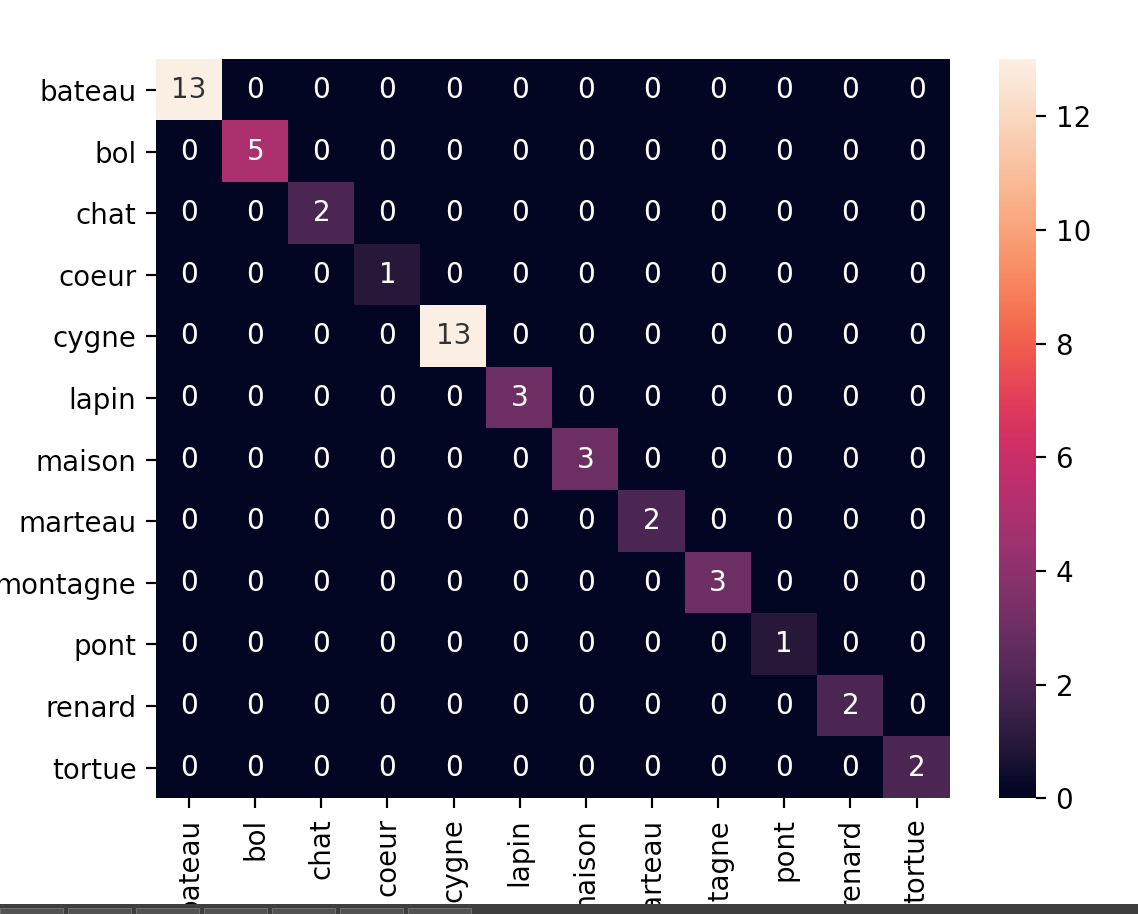 bateau 13 0 0 0 0 0 0 0 0 0 0 0
bol 0 5 0 0 0 0 0 0 0 0 0 0
chat 0 0 2 0 0 0 0 0 0 0 0 0
coeur 0 0 0 1 0 0 0 0 0 0 0 0
cygne 0 0 0 0 13 0 0 0 0 0 0 0
lapin 0 0 0 0 0 3 0 0 0 0 0 0
maison 0 0 0 0 0 0 3 0 0 0 0 0
marteau 0 0 0 0 0 0 0 2 0 0 0 0
montagne 0 0 0 0 0 0 0 0 3 0 0 0
pont 0 0 0 0 0 0 0 0 0 1 0 0
renard 0 0 0 0 0 0 0 0 0 0 2 0
tortue 0 0 0 0 0 0 0 0 0 0 0 2
ateau bol chat coeur cygne lapin aison arteau tagne pont enard tortue
12
10
8
6
4
2
0